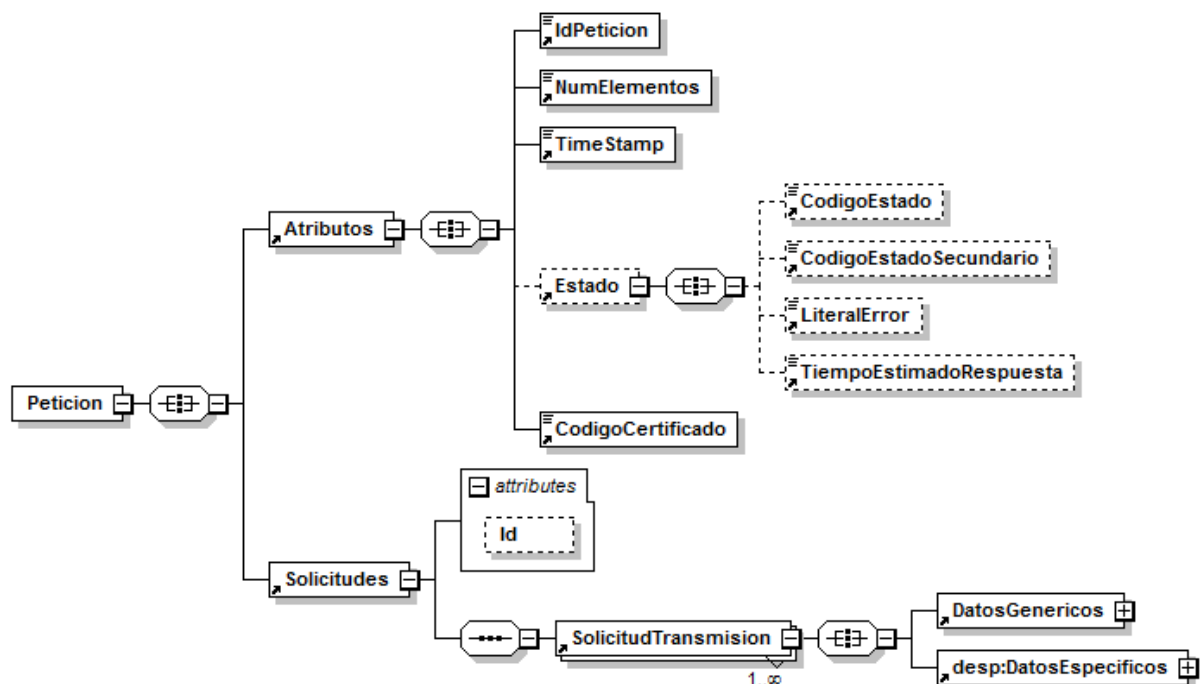 IdPeticion
NumElementos
TimeStamp
Atributos
CodigoEstado
CodigoEstadoSecundario
Estado
LiteralError
TiempoEstimadoRespuesta
Peticion
CodigoCertificado
attributes
Id
Solicitudes
DatosGenericos
SolicitudTransmision
1..∞
desp:DatosEspecificos